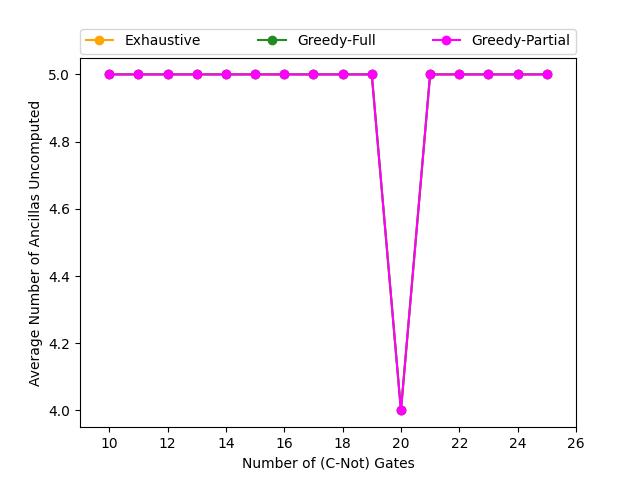 Exhaustive Greedy-Full Greedy-Partial
5.0
4.8
4.6
4.4
4.2
4.0
Average Number of Ancillas Uncomputed
10 12 14 16 18 20 22 24 26
Number of (C-Not) Gates